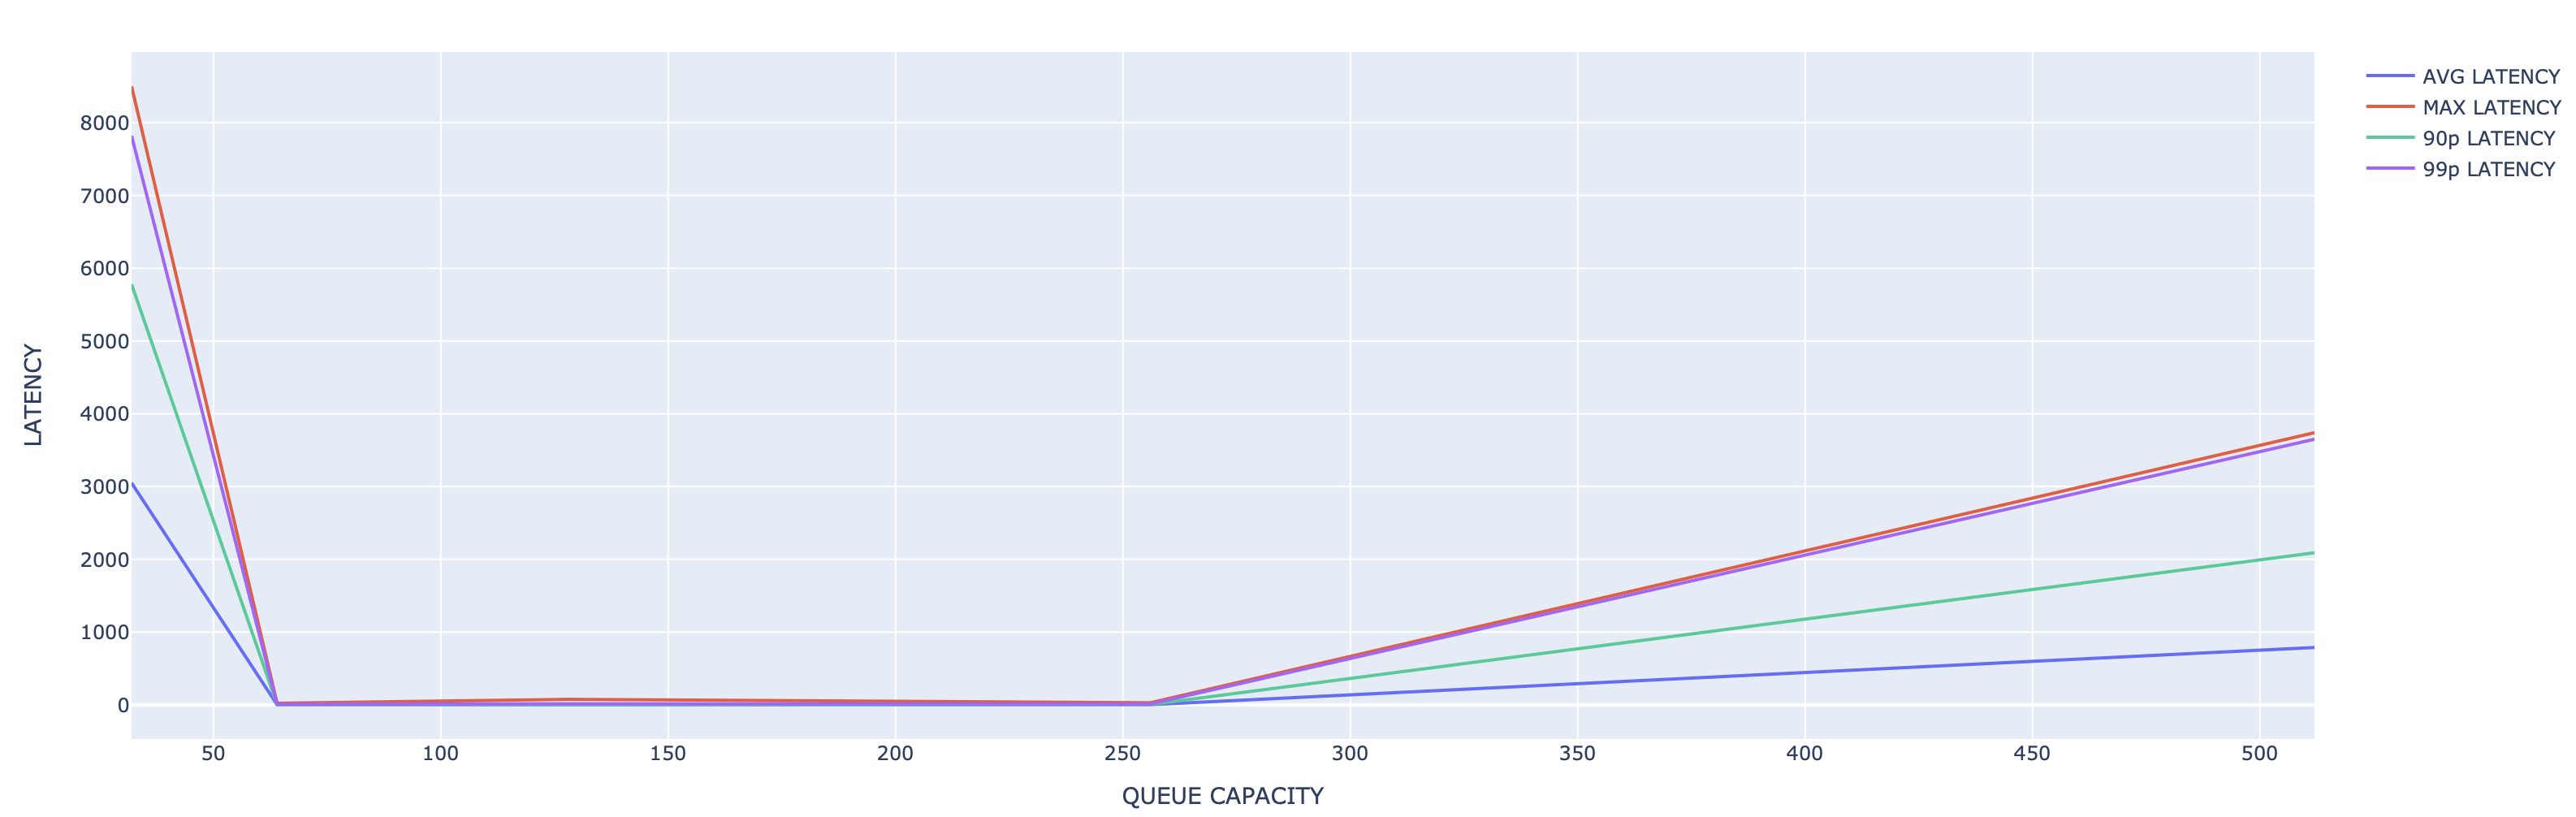 AVG LATENCY
MAX LATENCY
90p LATENCY
99p LATENCY
LATENCY
8000
7000
6000
5000
4000
3000
2000
1000
0
50 100 150 200 250 300 350 400 450 500
QUEUE CAPACITY